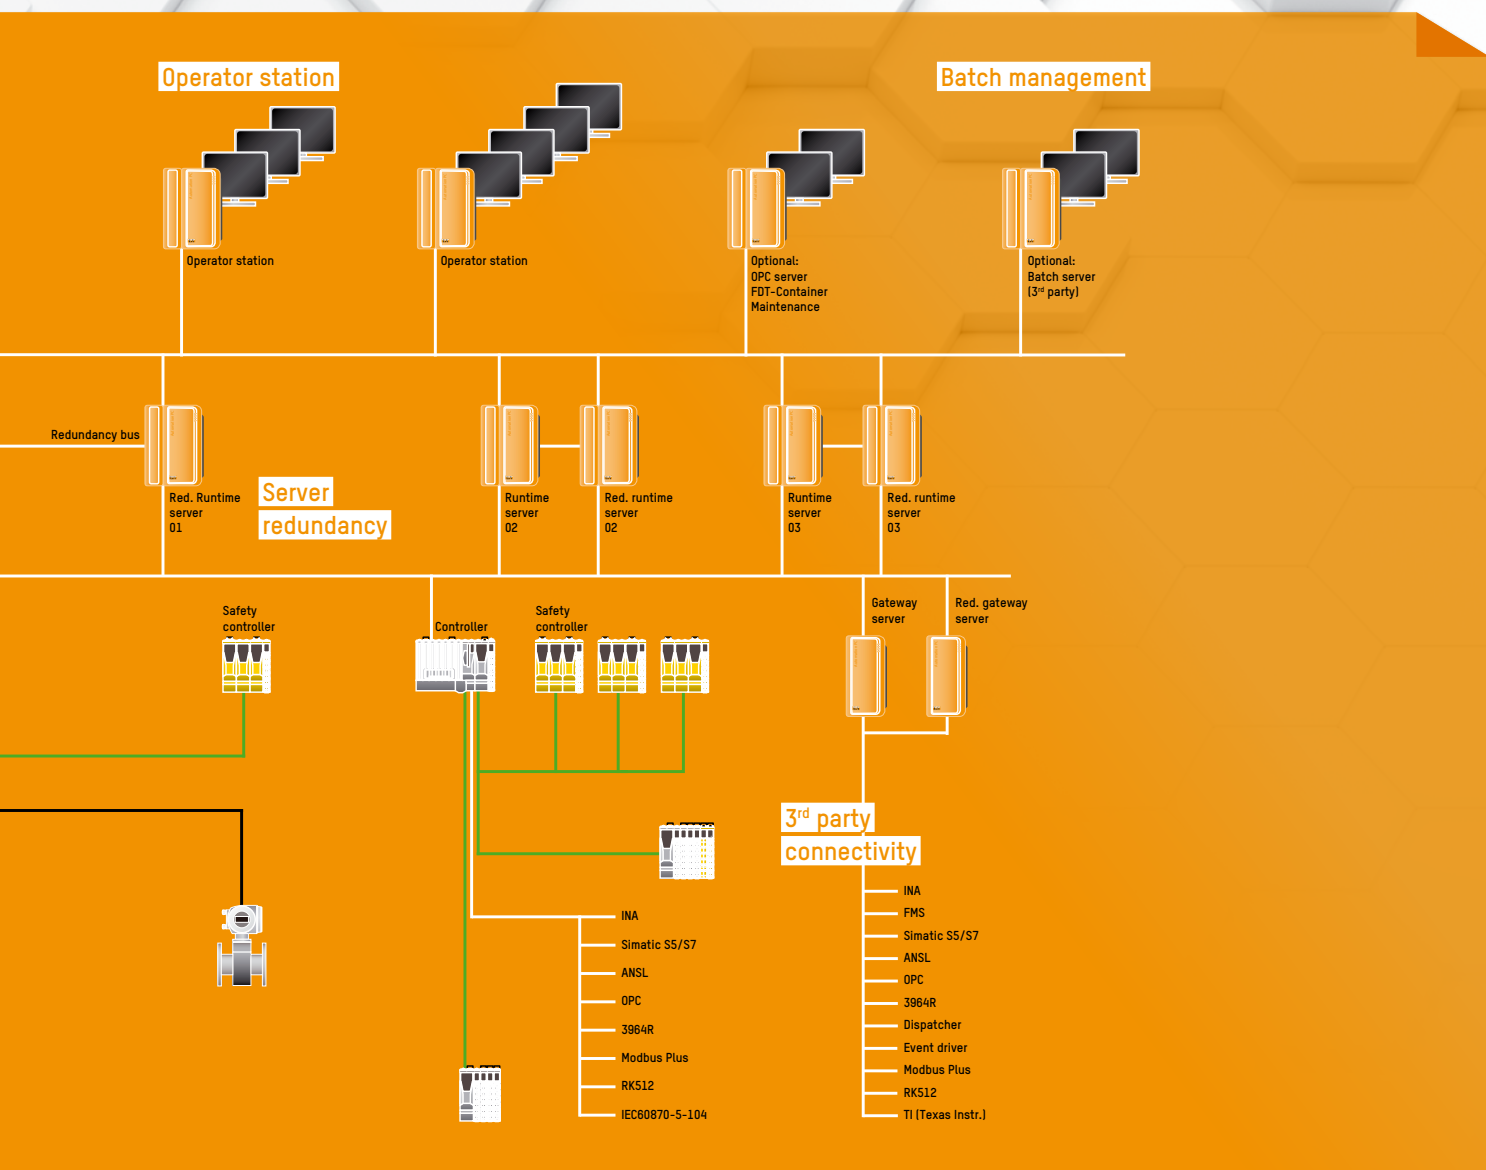 Operator station
Batch management
Operator station
Operator station
Optional:
OPC server
FDT-Container
Maintenance
Optional:
Batch server
(3rd party)
Redundancy bus
Red. Runtime
server
01
Server
redundancy
Runtime
server
02
Red. runtime
server
02
Runtime
server
03
Red. runtime
server
03
Safety
controller
Controller
Safety
controller
Gateway
server
Red. gateway
server
3rd party
connectivity
INA
Simatic S5/S7
ANSL
OPC
3964R
Modbus Plus
RK512
IEC60870-5-104
INA
FMS
Simatic S5/S7
ANSL
OPC
3964R
Dispatcher
Event driver
Modbus Plus
RK512
TI (Texas Instr.)